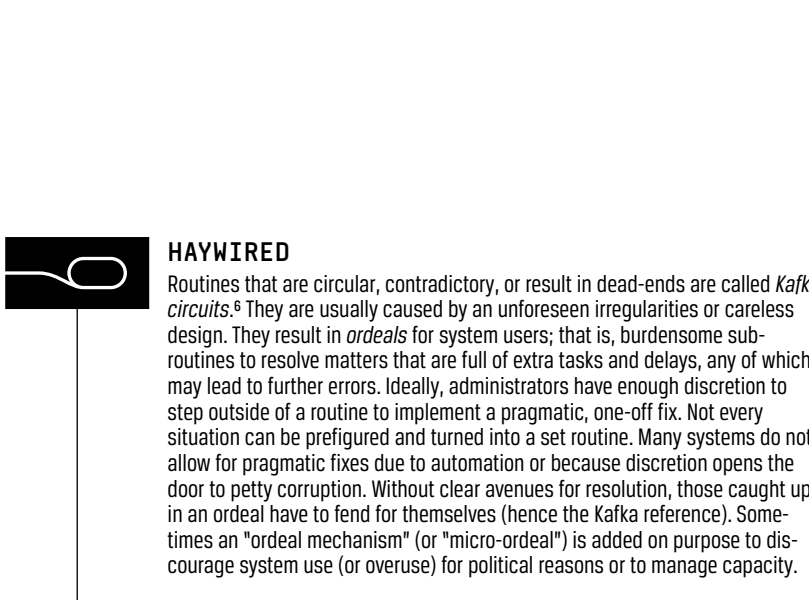 HAYWIRED
Routines that are circular, contradictory, or result in dead-ends are called Kafk
circuits.⁶ They are usually caused by an unforeseen irregularities or careless
design. They result in ordeals for system users; that is, burdensome sub-
routines to resolve matters that are full of extra tasks and delays, any of which
may lead to further errors. Ideally, administrators have enough discretion to
step outside of a routine to implement a pragmatic, one-off fix. Not every
situation can be prefigured and turned into a set routine. Many systems do not
allow for pragmatic fixes due to automation or because discretion opens the
door to petty corruption. Without clear avenues for resolution, those caught up
in an ordeal have to fend for themselves (hence the Kafka reference). Some-
times an "ordeal mechanism" (or "micro-ordeal") is added on purpose to dis-
courage system use (or overuse) for political reasons or to manage capacity.